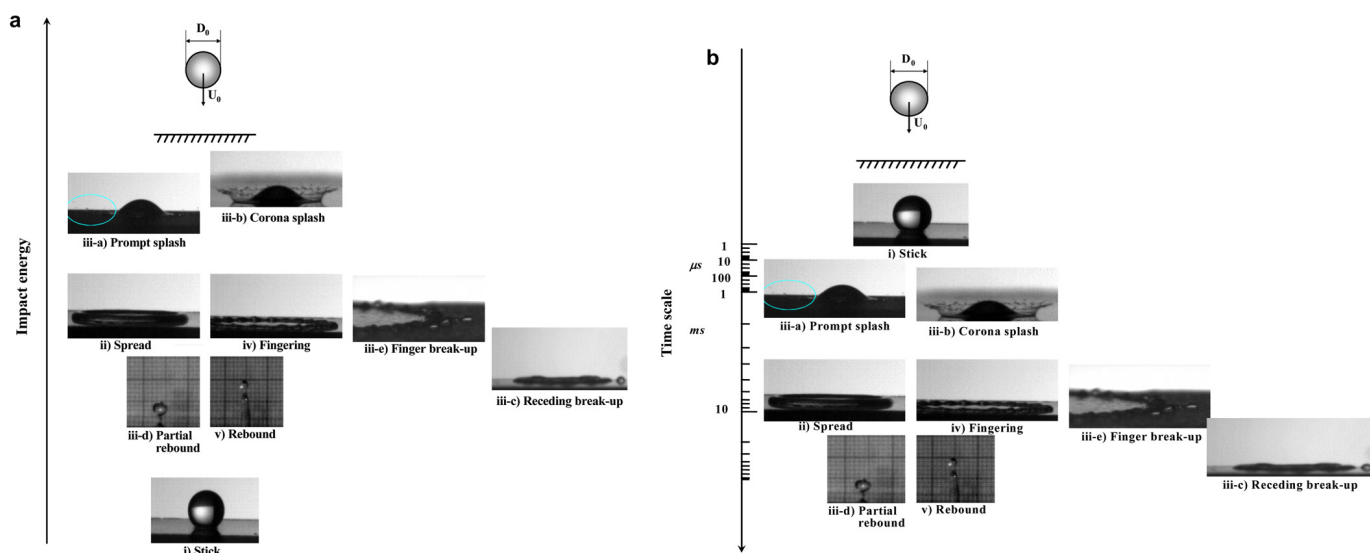 a
D₀
U₀
Impact energy
iii-a) Prompt splash
iii-b) Corona splash
ii) Spread
iv) Fingering
iii-e) Finger break-up
iii-c) Receding break-up
iii-d) Partial
rebound
v) Rebound
i) Stick
b
D₀
U₀
Time scale
i) Stick
1
μs
10
100
1
ms
10
iii-a) Prompt splash
iii-b) Corona splash
ii) Spread
iv) Fingering
iii-e) Finger break-up
iii-c) Receding break-up
iii-d) Partial
rebound
v) Rebound